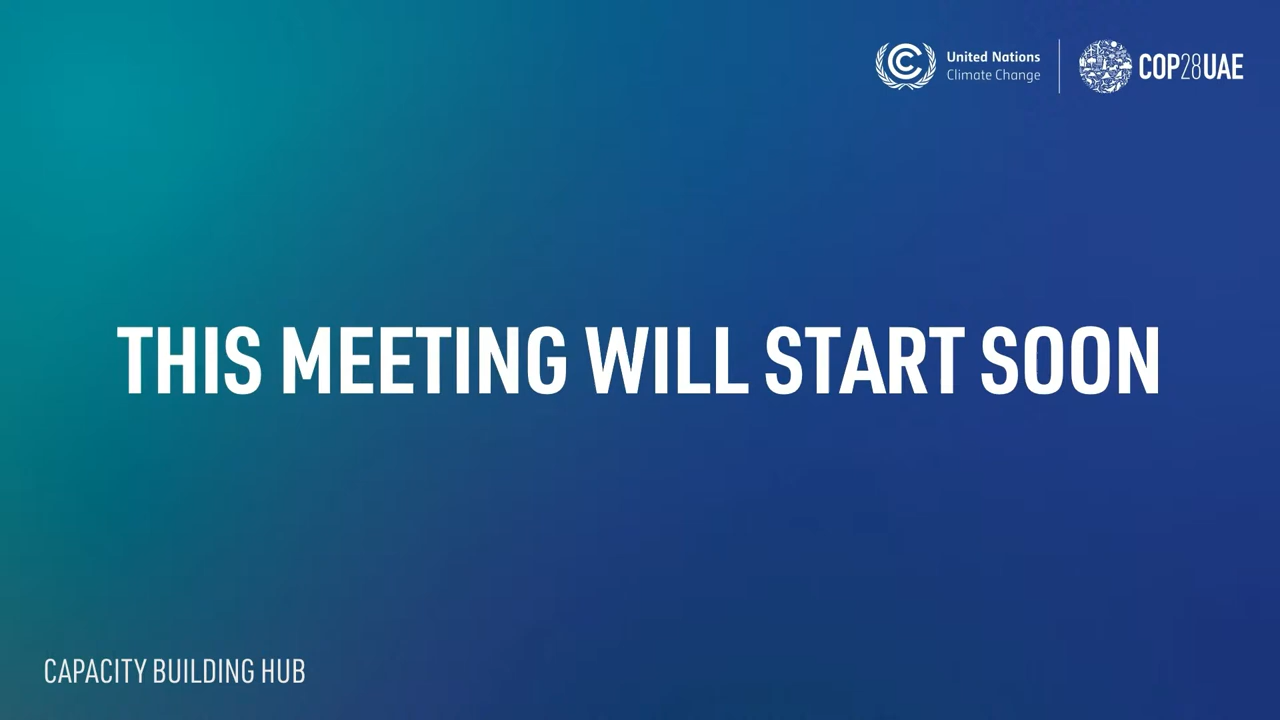 United Nations
Climate Change
COP28UAE
THIS MEETING WILL START SOON
CAPACITY BUILDING HUB